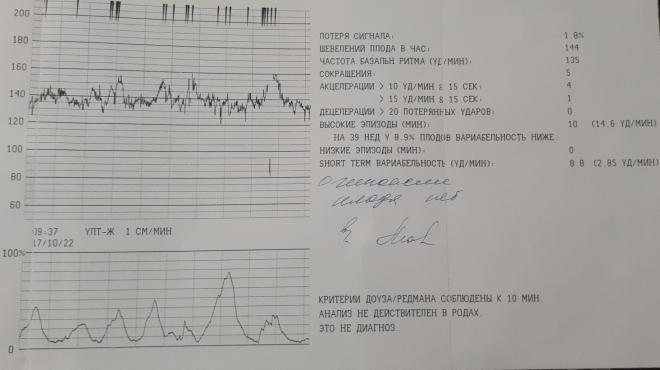 200
180
160
140
120
100
80
60
09:37 УПТ-Ж 1 СМ/МИН
17/10/22
100%
50
0
ПОТЕРЯ СИГНАЛА: 1.8%
ШЕВЕЛЕНИЙ ПЛОДА В ЧАС: 144
ЧАСТОТА БАЗАЛЬН РИТМА (УД/МИН): 135
СОКРАЩЕНИЯ: 5
АКЦЕЛЕРАЦИИ > 10 УД/МИН & 15 СЕК: 4
> 15 УД/МИН & 15 СЕК: 1
ДЕЦЕЛЕРАЦИИ > 20 ПОТЕРЯННЫХ УДАРОВ: 0
ВЫСОКИЕ ЭПИЗОДЫ (МИН): 10 (14.6 УД/МИН)
НА 39 НЕД У 8.9% ПЛОДОВ ВАРИАБЕЛЬНОСТЬ НИЖЕ.
НИЗКИЕ ЭПИЗОДЫ (МИН): 0
SHORT TERM ВАРИАБЕЛЬНОСТЬ (УД/МИН): 8.8 (2.85 УД/МИН)
плода нет
КРИТЕРИИ ДОУЗА/РЕДМАНА СОБЛЮДЕНЫ К 10 МИН.
АНАЛИЗ НЕ ДЕЙСТВИТЕЛЕН В РОДАХ.
ЭТО НЕ ДИАГНОЗ.